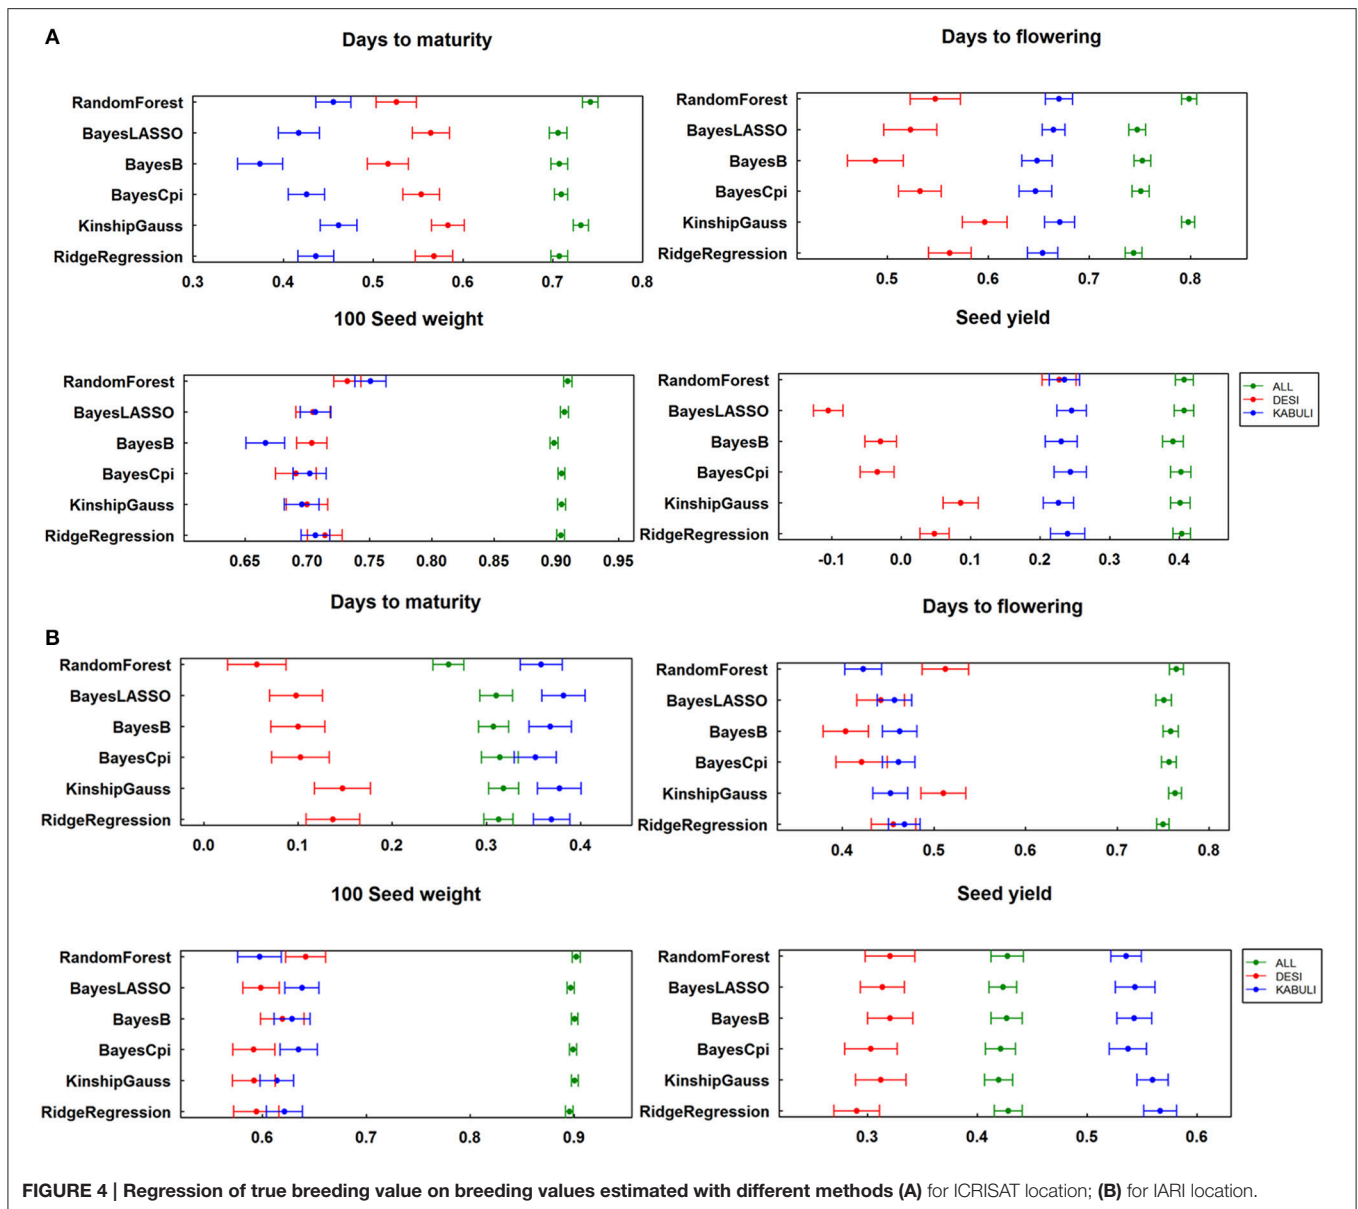 A
Days to maturity
RandomForest
BayesLASSO
BayesB
BayesCpi
KinshipGauss
RidgeRegression
0.3 0.4 0.5 0.6 0.7 0.8
Days to flowering
RandomForest
BayesLASSO
BayesB
BayesCpi
KinshipGauss
RidgeRegression
0.5 0.6 0.7 0.8
100 Seed weight
RandomForest
BayesLASSO
BayesB
BayesCpi
KinshipGauss
RidgeRegression
0.65 0.70 0.75 0.80 0.85 0.90 0.95
Seed yield
RandomForest
BayesLASSO
BayesB
BayesCpi
KinshipGauss
RidgeRegression
-0.1 0.0 0.1 0.2 0.3 0.4
ALL
DESI
KABULI
B
Days to maturity
RandomForest
BayesLASSO
BayesB
BayesCpi
KinshipGauss
RidgeRegression
0.0 0.1 0.2 0.3 0.4
Days to flowering
RandomForest
BayesLASSO
BayesB
BayesCpi
KinshipGauss
RidgeRegression
0.4 0.5 0.6 0.7 0.8
100 Seed weight
RandomForest
BayesLASSO
BayesB
BayesCpi
KinshipGauss
RidgeRegression
0.6 0.7 0.8 0.9
Seed yield
RandomForest
BayesLASSO
BayesB
BayesCpi
KinshipGauss
RidgeRegression
0.3 0.4 0.5 0.6
ALL
DESI
KABULI
FIGURE 4 | Regression of true breeding value on breeding values estimated with different methods (A) for ICRISAT location; (B) for IARI location.